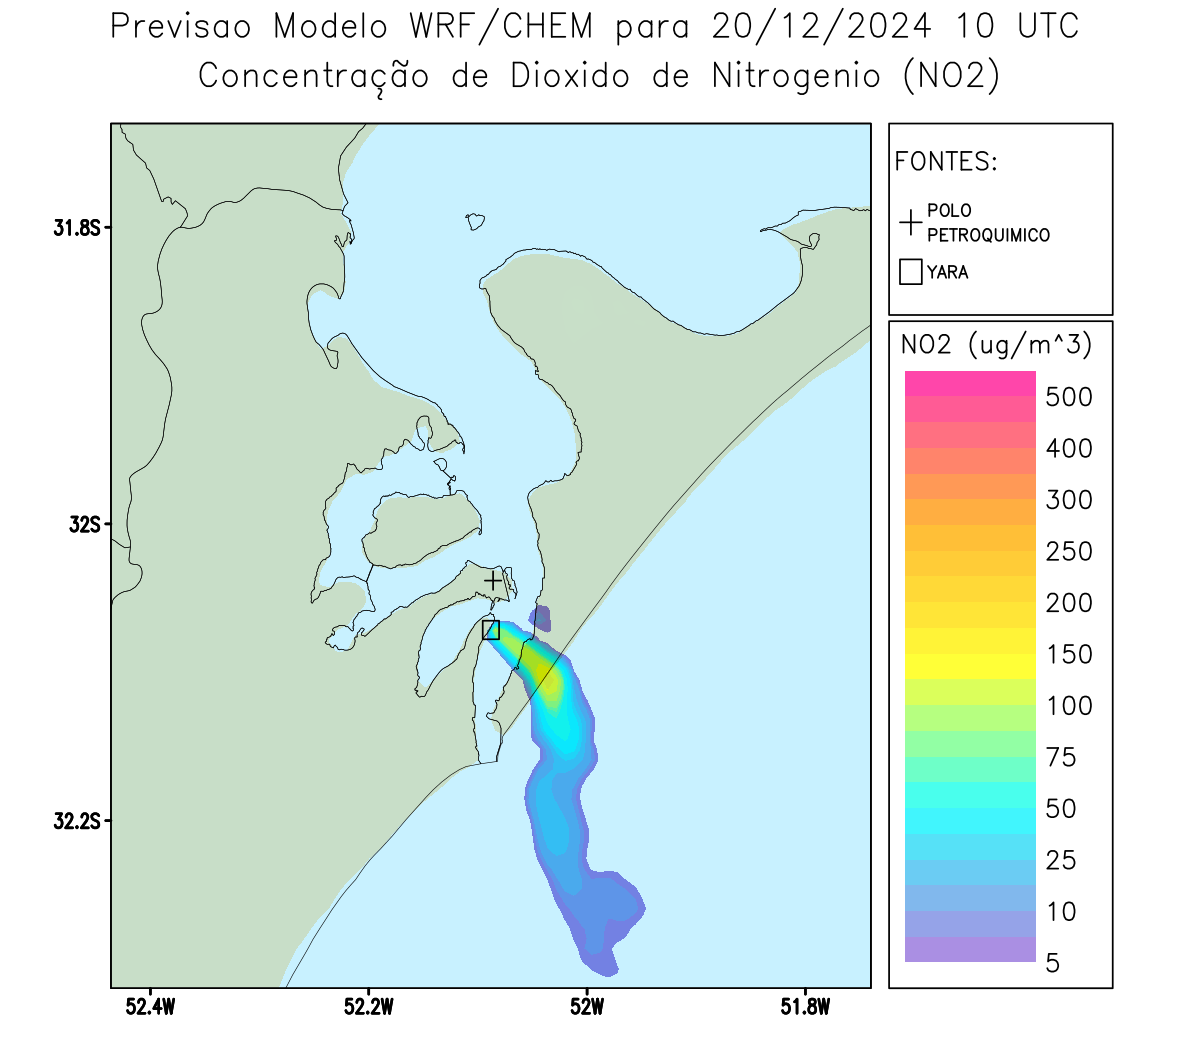 Previsao Modelo WRF/CHEM para 20/12/2024 10 UTC
Concentração de Dioxido de Nitrogenio (NO2)
FONTES:
POLO
PETROQUIMICO
YARA
NO2 (ug/m^3)
500
400
300
250
200
150
100
75
50
25
10
5
31.8S
32S
32.2S
52.4W
52.2W
52W
51.8W